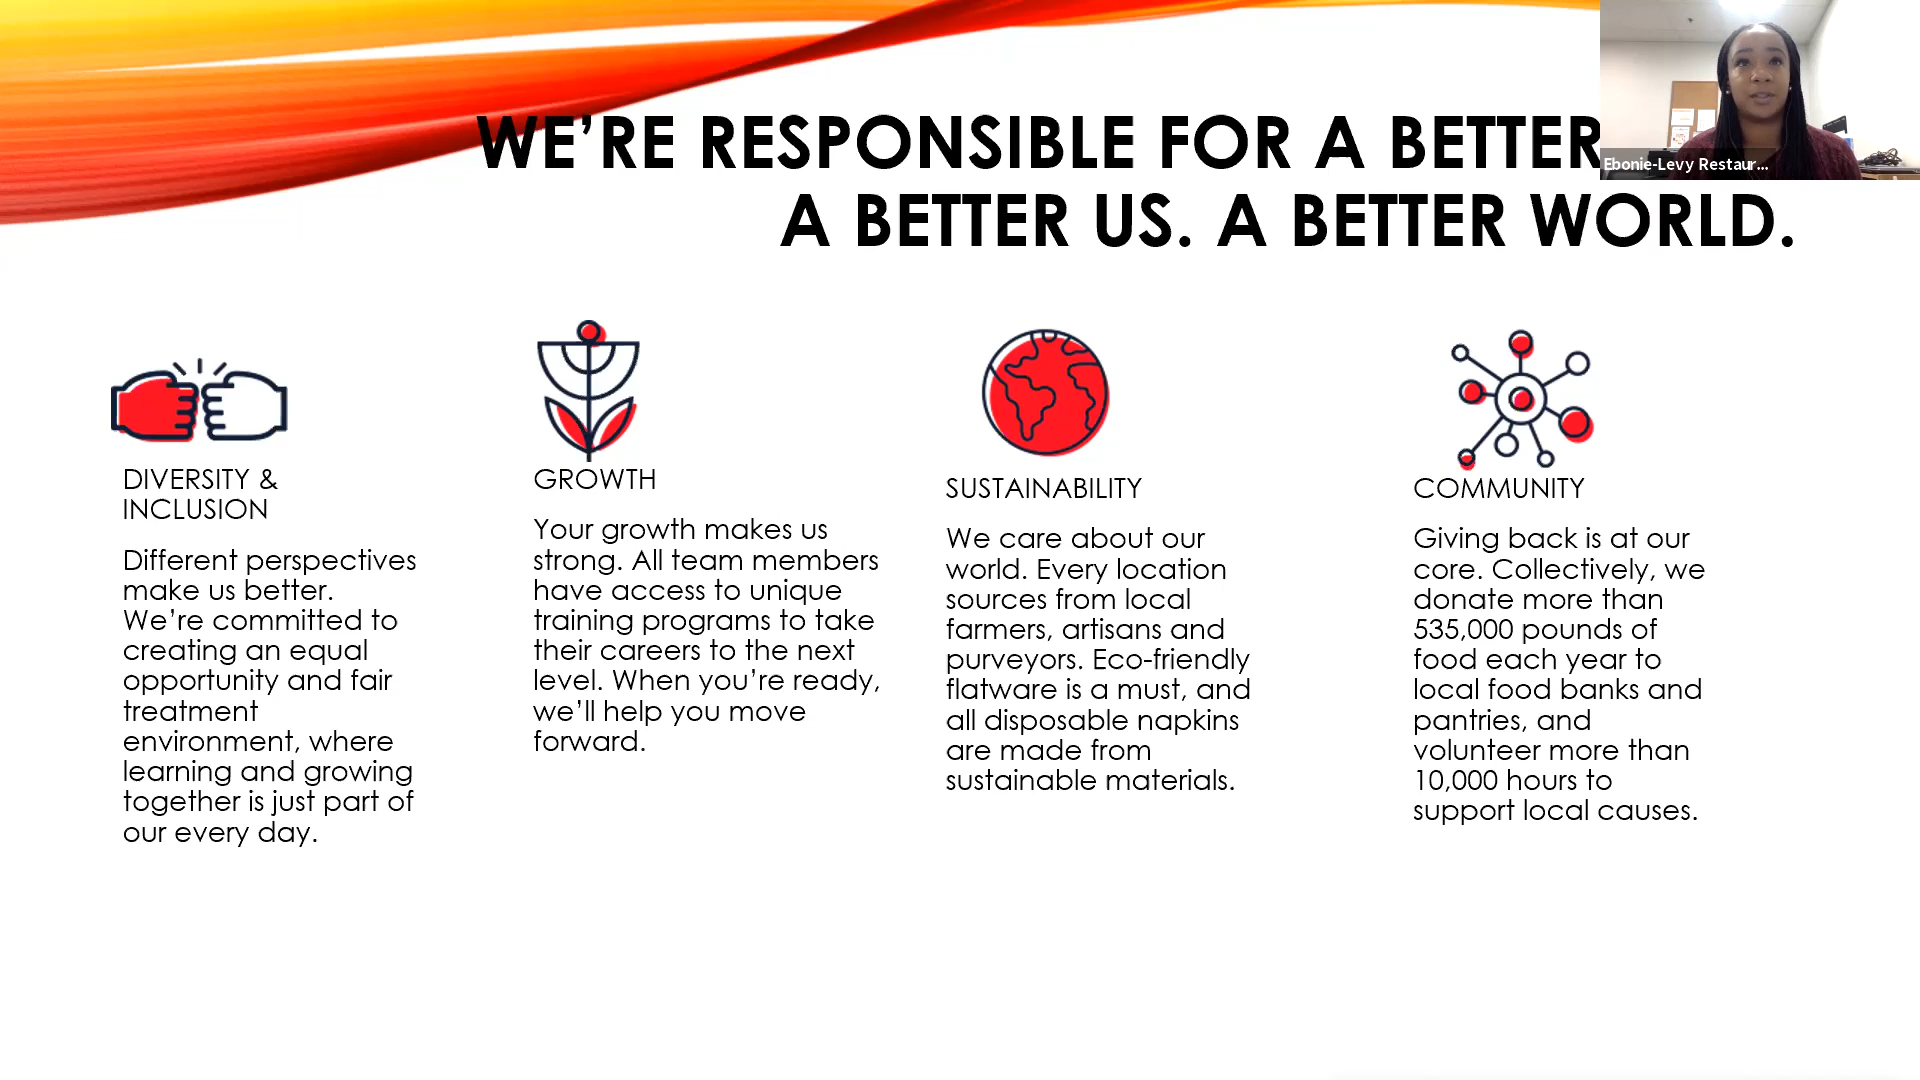 WE’RE RESPONSIBLE FOR A BETTER
A BETTER US. A BETTER WORLD.
Ebonie-Levy Restaur...
DIVERSITY &
INCLUSION
Different perspectives
make us better.
We’re committed to
creating an equal
opportunity and fair
treatment
environment, where
learning and growing
together is just part of
our every day.
GROWTH
Your growth makes us
strong. All team members
have access to unique
training programs to take
their careers to the next
level. When you’re ready,
we’ll help you move
forward.
SUSTAINABILITY
We care about our
world. Every location
sources from local
farmers, artisans and
purveyors. Eco-friendly
flatware is a must, and
all disposable napkins
are made from
sustainable materials.
COMMUNITY
Giving back is at our
core. Collectively, we
donate more than
535,000 pounds of
food each year to
local food banks and
pantries, and
volunteer more than
10,000 hours to
support local causes.